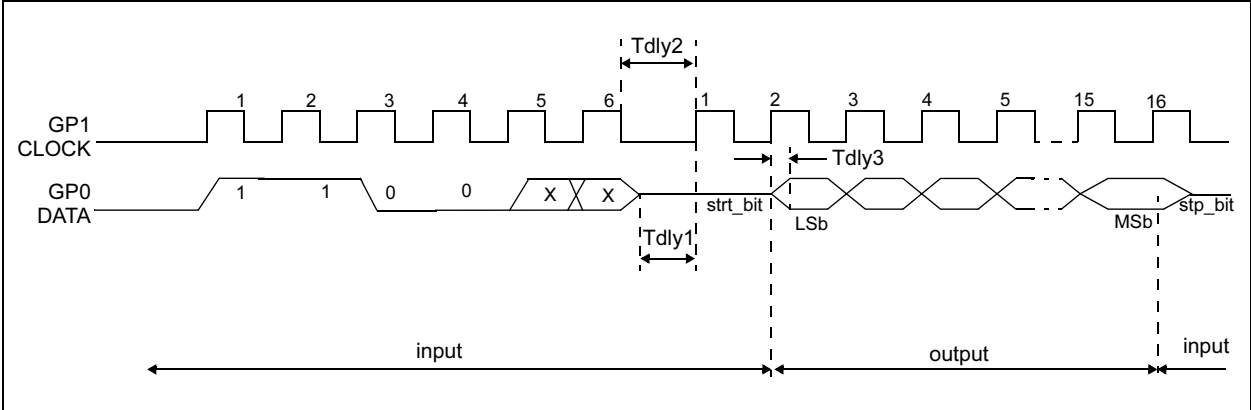 Tdly2
1 2 3 4 5 6 1 2 3 4 5 15 16
GP1
CLOCK
Tdly3
GP0
DATA
1 1 0 0 X X strt_bit LSb MSb stp_bit
Tdly1
input output input